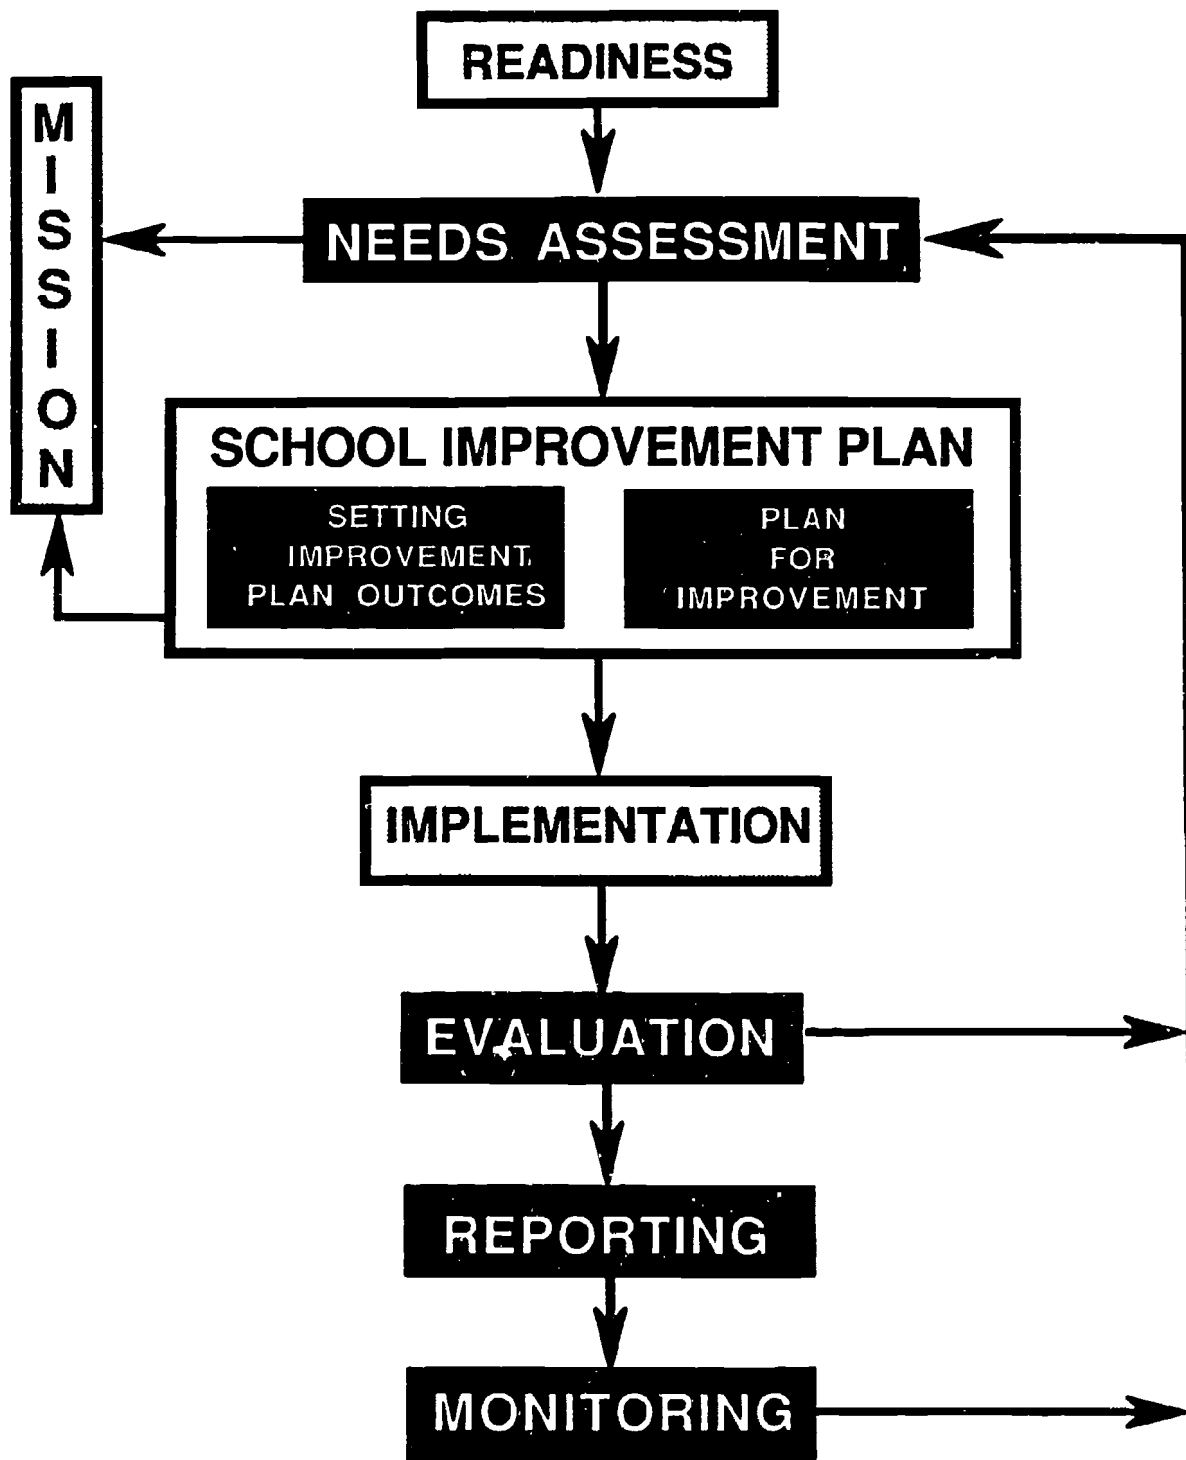 READINESS
MISSION
NEEDS ASSESSMENT
SCHOOL IMPROVEMENT PLAN
SETTING
IMPROVEMENT
PLAN OUTCOMES
PLAN
FOR
IMPROVEMENT
IMPLEMENTATION
EVALUATION
REPORTING
MONITORING